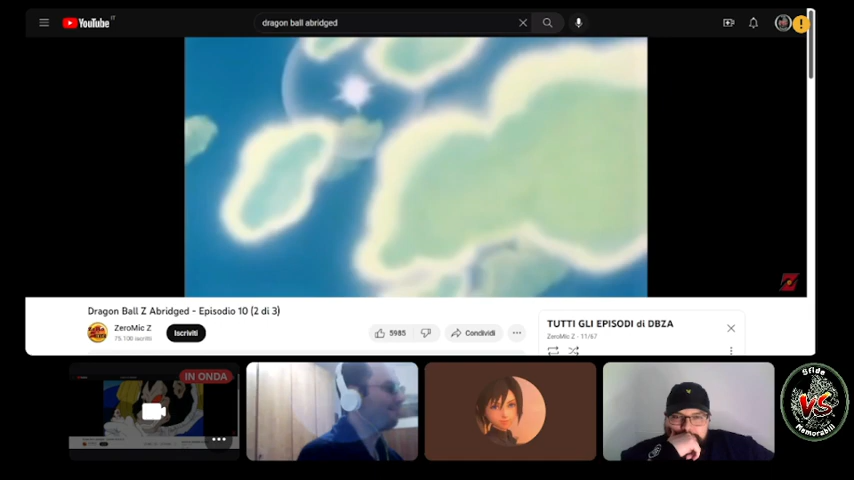 YouTube IT
dragon ball abridged
Dragon Ball Z Abridged - Episodio 10 (2 di 3)
ZeroMic Z
75.100 iscritti
Iscriviti
5985
Condividi
TUTTI GLI EPISODI di DBZA
ZeroMic Z - 11/67
IN ONDA
Sfide
VS
Memorabili